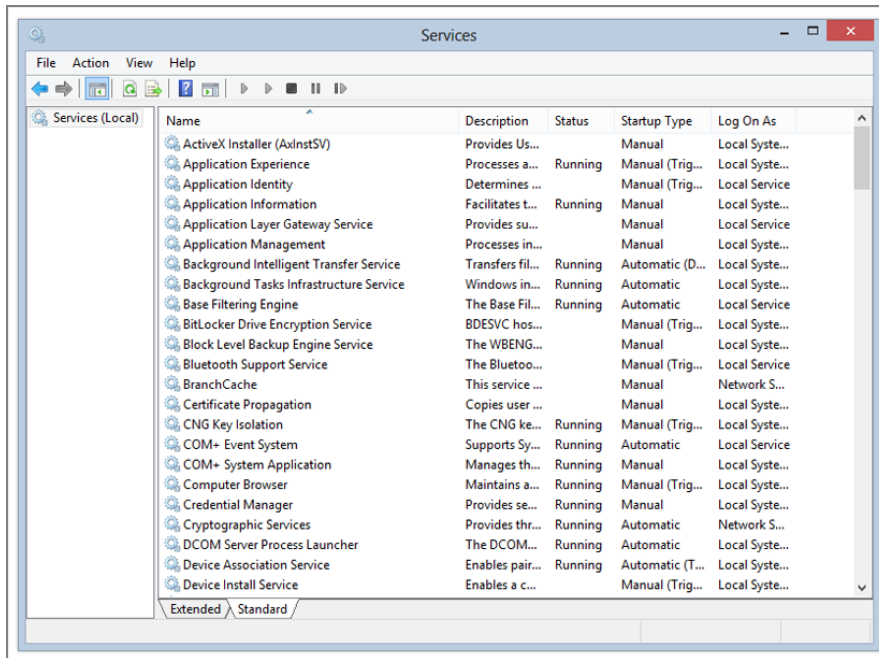 Services
File Action View Help
Services (Local)
Name Description Status Startup Type Log On As
ActiveX Installer (AxInstSV) Provides Us... Manual Local Syste...
Application Experience Processes a... Running Manual (Trig... Local Syste...
Application Identity Determines ... Manual (Trig... Local Service
Application Information Facilitates t... Running Manual Local Syste...
Application Layer Gateway Service Provides su... Manual Local Service
Application Management Processes in... Manual Local Syste...
Background Intelligent Transfer Service Transfers fil... Running Automatic (D... Local Syste...
Background Tasks Infrastructure Service Windows in... Running Automatic Local Syste...
Base Filtering Engine The Base Fil... Running Automatic Local Service
BitLocker Drive Encryption Service BDESVC hos... Manual (Trig... Local Syste...
Block Level Backup Engine Service The WBENG... Manual Local Syste...
Bluetooth Support Service The Bluetoo... Manual (Trig... Local Service
BranchCache This service ... Manual Network S...
Certificate Propagation Copies user ... Manual Local Syste...
CNG Key Isolation The CNG ke... Running Manual (Trig... Local Syste...
COM+ Event System Supports Sy... Running Automatic Local Service
COM+ System Application Manages th... Running Manual Local Syste...
Computer Browser Maintains a... Running Manual (Trig... Local Syste...
Credential Manager Provides se... Running Manual Local Syste...
Cryptographic Services Provides thr... Running Automatic Network S...
DCOM Server Process Launcher The DCOM... Running Automatic Local Syste...
Device Association Service Enables pair... Running Automatic (T... Local Syste...
Device Install Service Enables a c... Manual (Trig... Local Syste...
Extended Standard